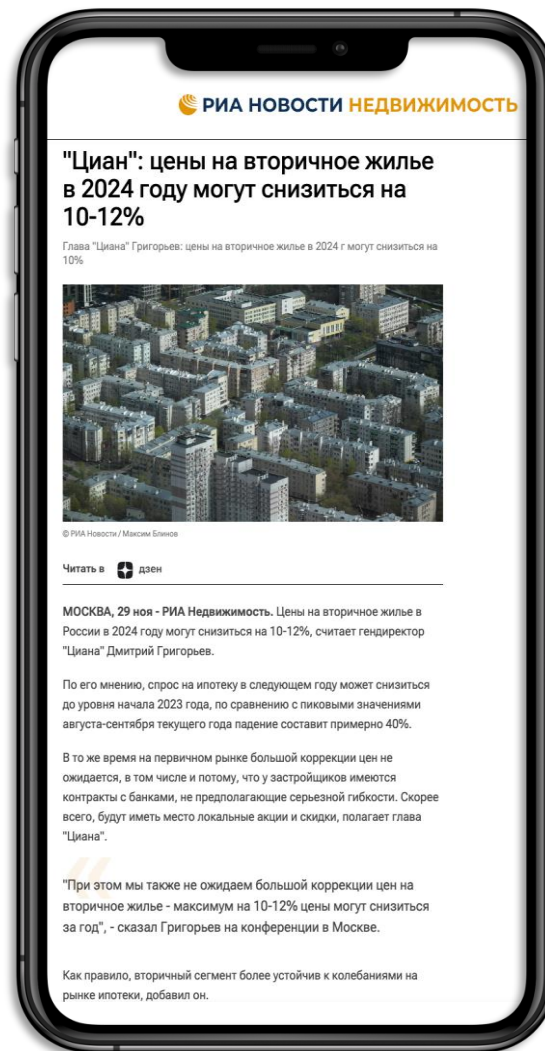 РИА НОВОСТИ НЕДВИЖИМОСТЬ
"Циан": цены на вторичное жилье
в 2024 году могут снизиться на
10-12%
Глава "Циана" Григорьев: цены на вторичное жилье в 2024 г могут снизиться на
10%
© РИА Новости / Максим Блинов
Читать в дзен
МОСКВА, 29 ноя - РИА Недвижимость. Цены на вторичное жилье в
России в 2024 году могут снизиться на 10-12%, считает гендиректор
"Циана" Дмитрий Григорьев.
По его мнению, спрос на ипотеку в следующем году может снизиться
до уровня начала 2023 года, по сравнению с пиковыми значениями
августа-сентября текущего года падение составит примерно 40%.
В то же время на первичном рынке большой коррекции цен не
ожидается, в том числе и потому, что у застройщиков имеются
контракты с банками, не предполагающие серьезной гибкости. Скорее
всего, будут иметь место локальные акции и скидки, полагает глава
"Циана".
"При этом мы также не ожидаем большой коррекции цен на
вторичное жилье - максимум на 10-12% цены могут снизиться
за год", - сказал Григорьев на конференции в Москве.
Как правило, вторичный сегмент более устойчив к колебаниями на
рынке ипотеки, добавил он.